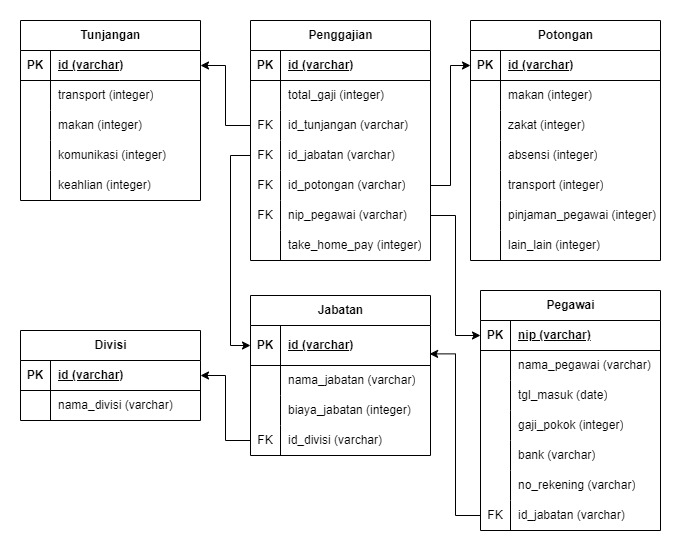 Tunjangan
PK id (varchar)
transport (integer)
makan (integer)
komunikasi (integer)
keahlian (integer)
Penggajian
PK id (varchar)
total_gaji (integer)
FK id_tunjangan (varchar)
FK id_jabatan (varchar)
FK id_potongan (varchar)
FK nip_pegawai (varchar)
take_home_pay (integer)
Potongan
PK id (varchar)
makan (integer)
zakat (integer)
absensi (integer)
transport (integer)
pinjaman_pegawai (integer)
lain_lain (integer)
Divisi
PK id (varchar)
nama_divisi (varchar)
Jabatan
PK id (varchar)
nama_jabatan (varchar)
biaya_jabatan (integer)
FK id_divisi (varchar)
Pegawai
PK nip (varchar)
nama_pegawai (varchar)
tgl_masuk (date)
gaji_pokok (integer)
bank (varchar)
no_rekening (varchar)
FK id_jabatan (varchar)